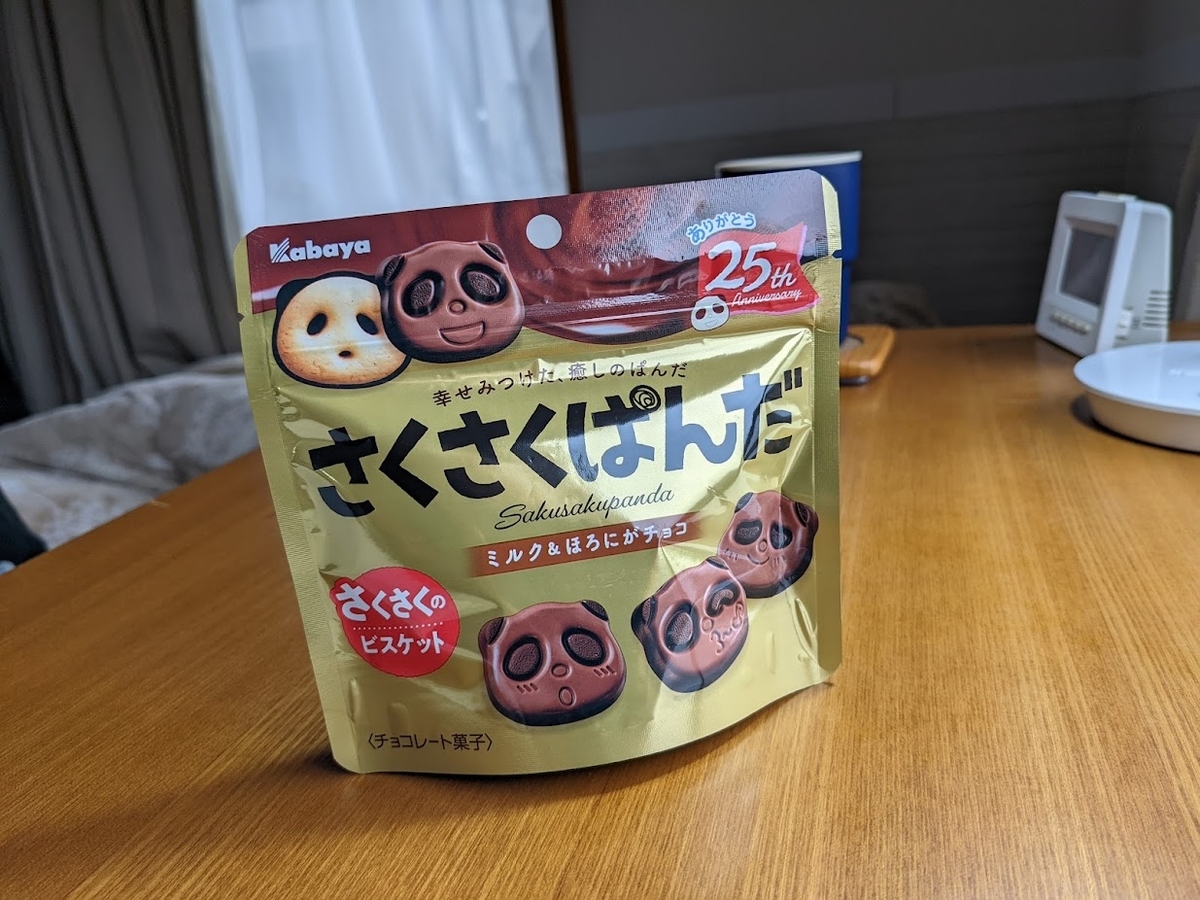 Kabaya
ありがとう
25th
Anniversary
幸せみつけた、癒しのぱんだ
さくさくぱんだ
Sakusakupanda
ミルク&ほろにがチョコ
さくさくの
ビスケット
〈チョコレート菓子〉